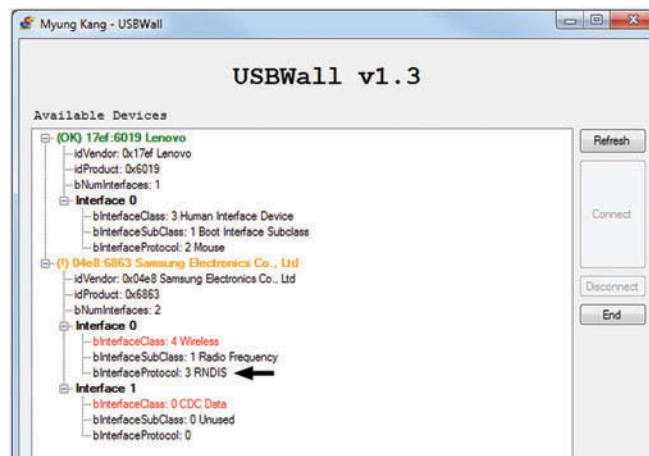 Myung Kang - USBWall
USBWall v1.3
Available Devices
(OK) 17ef:6019 Lenovo
idVendor: 0x17ef Lenovo
idProduct: 0x6019
bNumInterfaces: 1
Interface 0
bInterfaceClass: 3 Human Interface Device
bInterfaceSubClass: 1 Boot Interface Subclass
bInterfaceProtocol: 2 Mouse
(!) 04e8:6863 Samsung Electronics Co., Ltd
idVendor: 0x04e8 Samsung Electronics Co., Ltd
idProduct: 0x6863
bNumInterfaces: 2
Interface 0
bInterfaceClass: 4 Wireless
bInterfaceSubClass: 1 Radio Frequency
bInterfaceProtocol: 3 RNDIS
Interface 1
bInterfaceClass: 0 CDC Data
bInterfaceSubClass: 0 Unused
bInterfaceProtocol: 0
Refresh
Connect
Disconnect
End